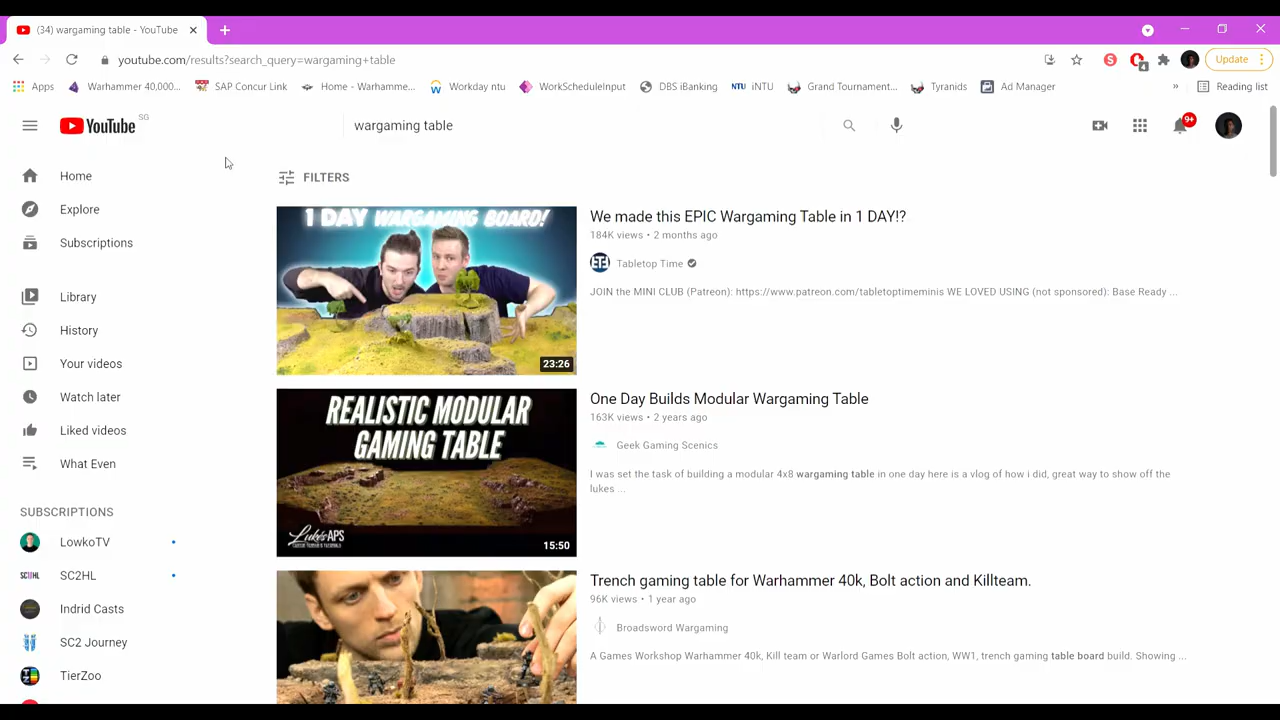 (34) wargaming table - YouTube
youtube.com/results?search_query=wargaming+table
Update
Apps
Warhammer 40,000...
SAP Concur Link
Home - Warhamme...
Workday ntu
WorkScheduleInput
DBS iBanking
NTU iNTU
Grand Tournament...
Tyranids
Ad Manager
»
Reading list
YouTube SG
wargaming table
9+
Home
Explore
Subscriptions
Library
History
Your videos
Watch later
Liked videos
What Even
SUBSCRIPTIONS
LowkoTV
SC2HL
Indrid Casts
SC2 Journey
TierZoo
FILTERS
1 DAY WARGAMING BOARD!
23:26
We made this EPIC Wargaming Table in 1 DAY!?
184K views • 2 months ago
Tabletop Time
JOIN the MINI CLUB (Patreon): https://www.patreon.com/tabletoptimeminis WE LOVED USING (not sponsored): Base Ready ...
REALISTIC MODULAR
GAMING TABLE
Luke's APS
15:50
One Day Builds Modular Wargaming Table
163K views • 2 years ago
Geek Gaming Scenics
I was set the task of building a modular 4x8 wargaming table in one day here is a vlog of how i did, great way to show off the
lukes ...
Trench gaming table for Warhammer 40k, Bolt action and Killteam.
96K views • 1 year ago
Broadsword Wargaming
A Games Workshop Warhammer 40k, Kill team or Warlord Games Bolt action, WW1, trench gaming table board build. Showing ...